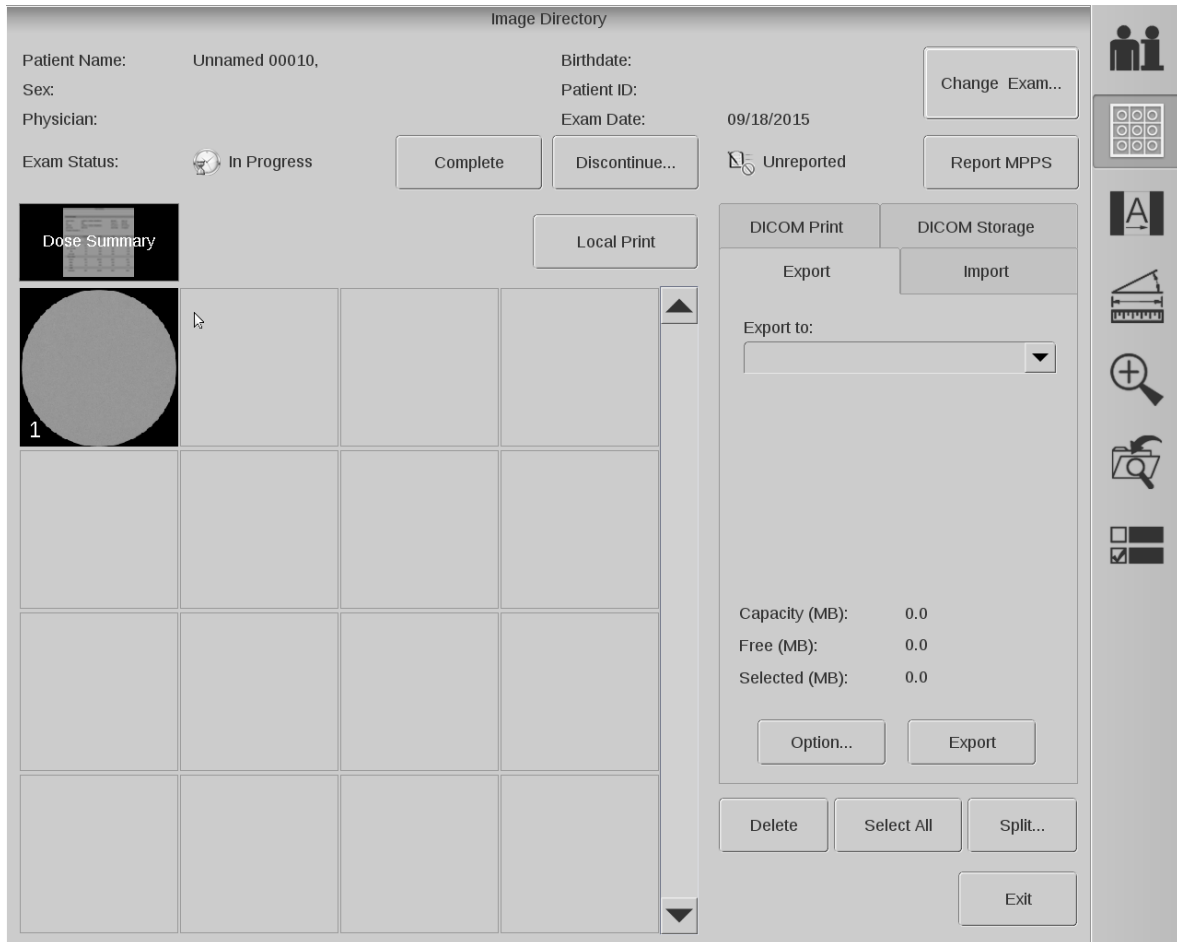 Image Directory
Patient Name: Unnamed 00010, Birthdate:
Sex: Patient ID:
Change Exam...
Physician: Exam Date: 09/18/2015
Exam Status: In Progress Complete Discontinue... Unreported Report MPPS
Dose Summary Local Print
DICOM Print DICOM Storage
Export Import
Export to:
1
Capacity (MB): 0.0
Free (MB): 0.0
Selected (MB): 0.0
Option... Export
Delete Select All Split...
Exit
A